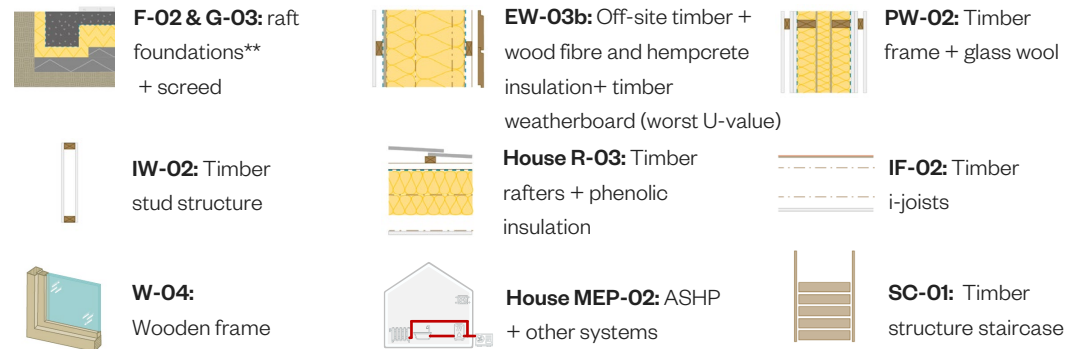 F-02 & G-03: raft
foundations**
+ screed
EW-03b: Off-site timber +
wood fibre and hempcrete
insulation+ timber
weatherboard (worst U-value)
PW-02: Timber
frame + glass wool
IW-02: Timber
stud structure
House R-03: Timber
rafters + phenolic
insulation
IF-02: Timber
i-joists
W-04:
Wooden frame
House MEP-02: ASHP
+ other systems
SC-01: Timber
structure staircase